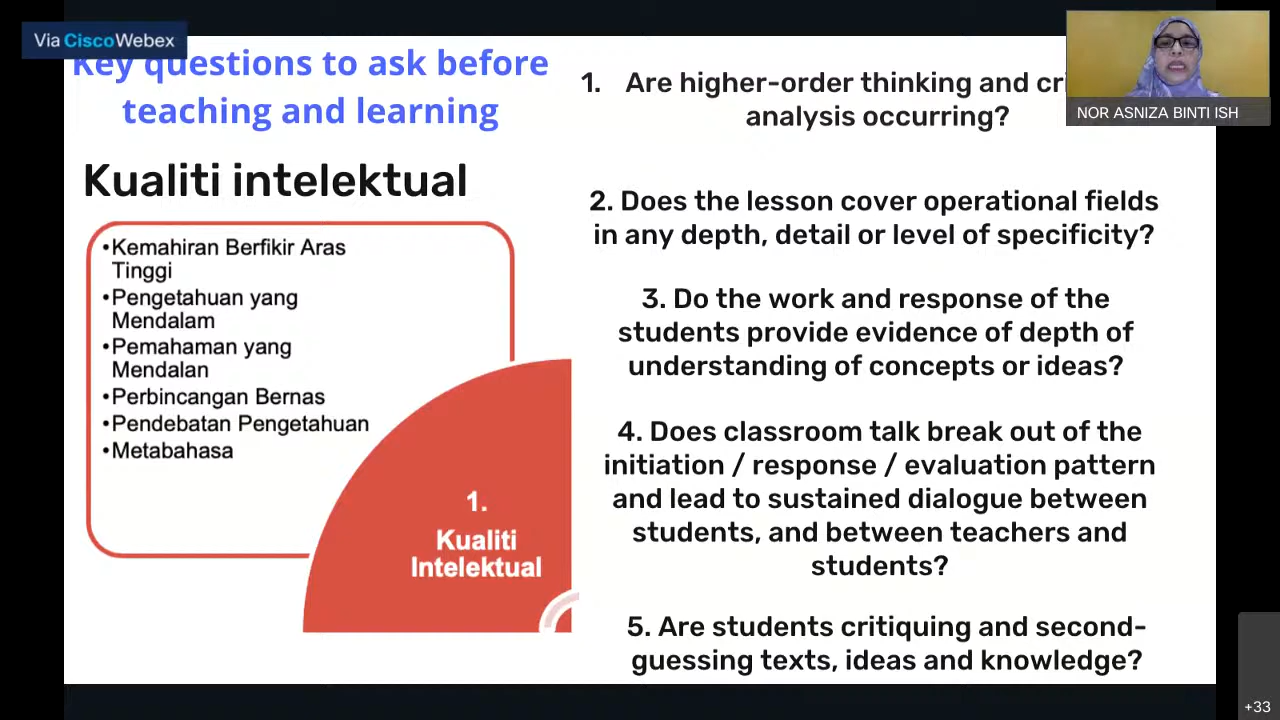 Via Cisco Webex
Key questions to ask before
teaching and learning
Kualiti intelektual
•Kemahiran Berfikir Aras
Tinggi
•Pengetahuan yang
Mendalam
•Pemahaman yang
Mendalan
•Perbincangan Bernas
•Pendebatan Pengetahuan
•Metabahasa
1.
Kualiti
Intelektual
1. Are higher-order thinking and
analysis occurring?
2. Does the lesson cover operational fields
in any depth, detail or level of specificity?
3. Do the work and response of the
students provide evidence of depth of
understanding of concepts or ideas?
4. Does classroom talk break out of the
initiation / response / evaluation pattern
and lead to sustained dialogue between
students, and between teachers and
students?
5. Are students critiquing and second-
guessing texts, ideas and knowledge?
NOR ASNIZA BINTI ISH
+33